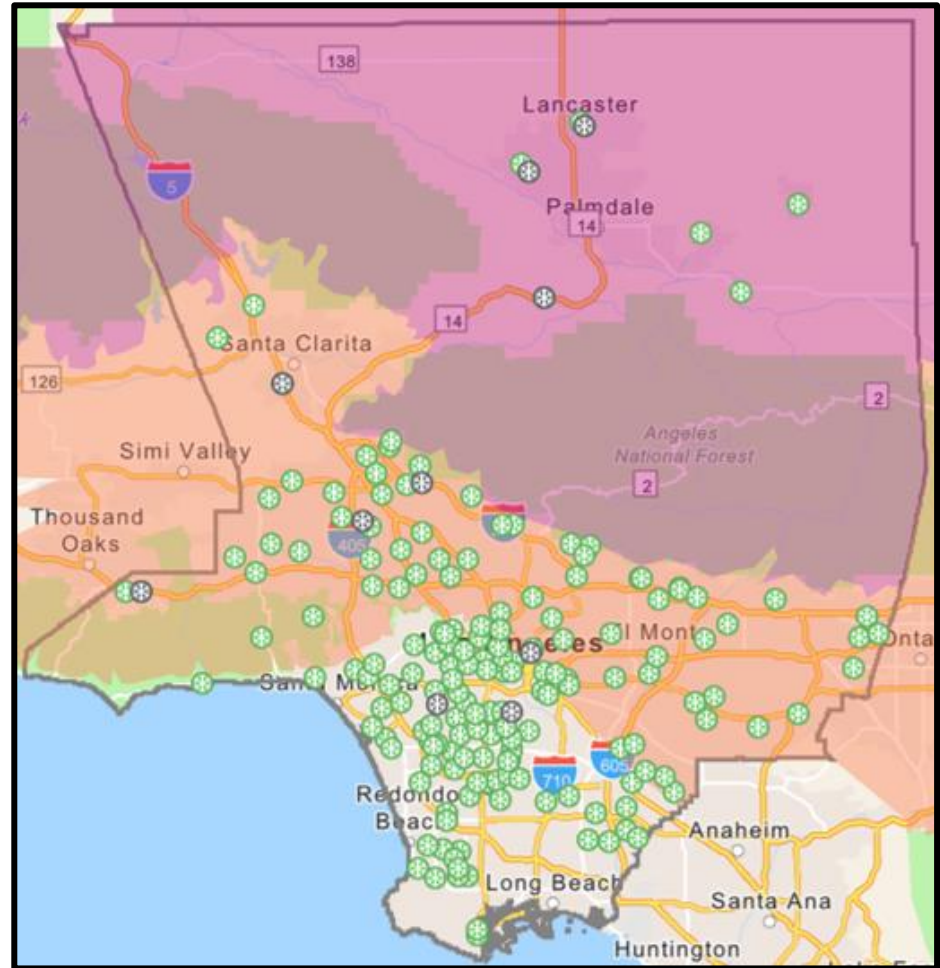 138
Lancaster
5
Palmdale
14
14
Santa Clarita
126
2
Angeles
National Forest
Simi Valley
2
Thousand
Oaks
405
Redondo
Beach
710
605
Anaheim
Long Beach
Santa Ana
Huntington